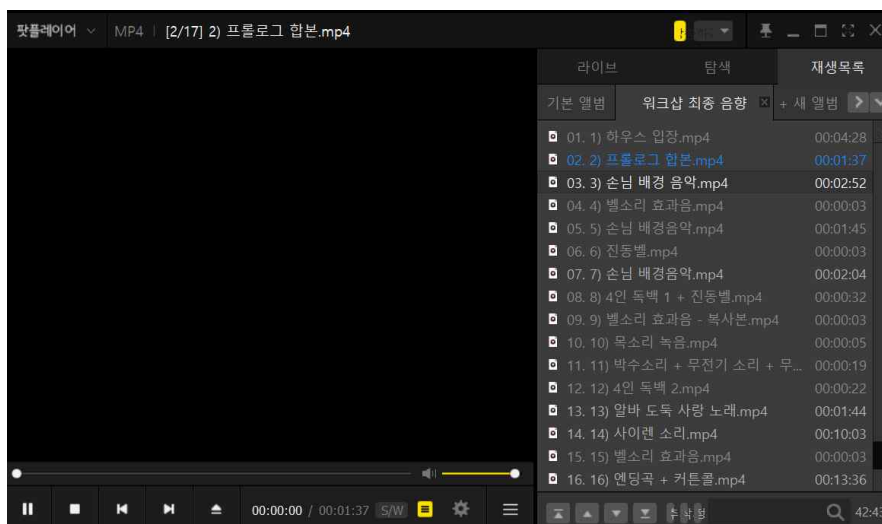 팟플레이어 MP4 [2/17] 2) 프롤로그 합본.mp4
라이브 탐색 재생목록
기본 앨범 워크샵 최종 음향 + 새 앨범
01. 1) 하우스 입장.mp4 00:04:28
02. 2) 프롤로그 합본.mp4 00:01:37
03. 3) 손님 배경 음악.mp4 00:02:52
04. 4) 벨소리 효과음.mp4 00:00:03
05. 5) 손님 배경음악.mp4 00:01:45
06. 6) 진동벨.mp4 00:00:03
07. 7) 손님 배경음악.mp4 00:02:04
08. 8) 4인 독백 1 + 진동벨.mp4 00:00:32
09. 9) 벨소리 효과음 - 복사본.mp4 00:00:03
10. 10) 목소리 녹음.mp4 00:00:05
11. 11) 박수소리 + 무전기 소리 + 무... 00:00:19
12. 12) 4인 독백 2.mp4 00:00:22
13. 13) 알바 도둑 사랑 노래.mp4 00:01:44
14. 14) 사이렌 소리.mp4 00:10:03
15. 15) 벨소리 효과음.mp4 00:00:03
16. 16) 엔딩곡 + 커튼콜.mp4 00:13:36
00:00:00 / 00:01:37 S/W